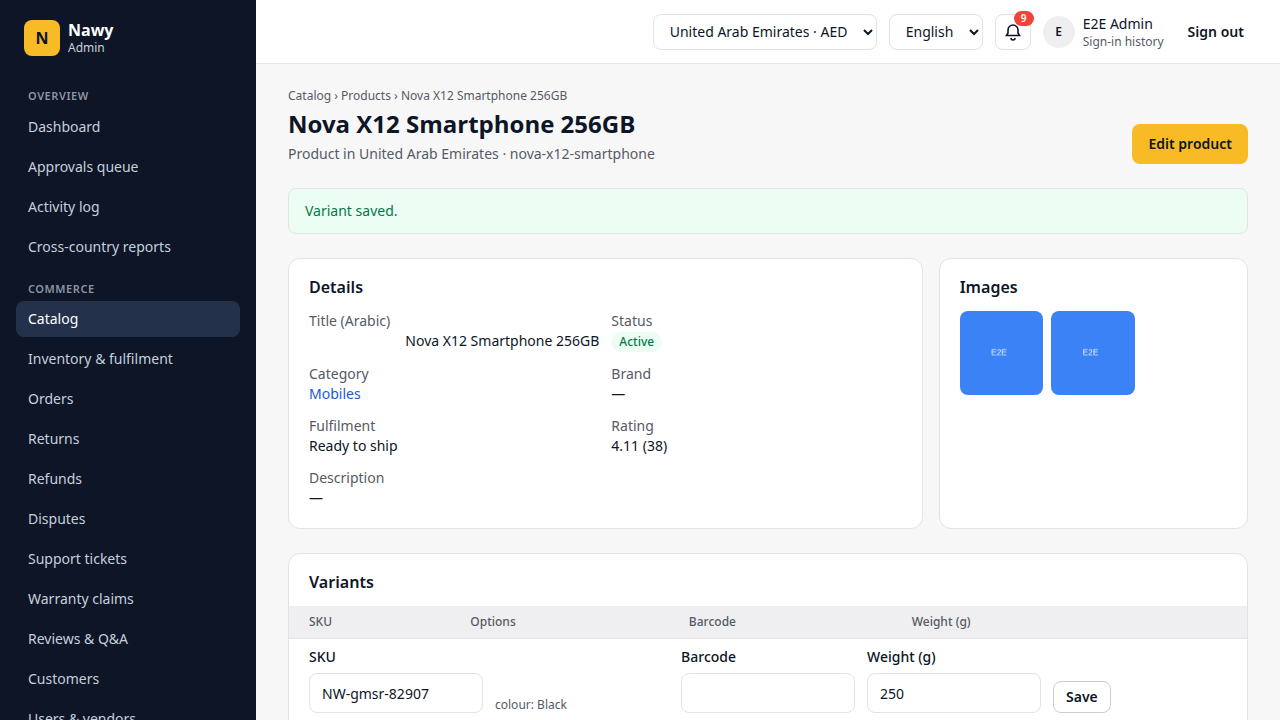 N
Nawy
Admin
OVERVIEW
Dashboard
Approvals queue
Activity log
Cross-country reports
COMMERCE
Catalog
Inventory & fulfilment
Orders
Returns
Refunds
Disputes
Support tickets
Warranty claims
Reviews & Q&A
Customers
Users & vendors
United Arab Emirates · AED
English
9
E
E2E Admin
Sign-in history
Sign out
Catalog › Products › Nova X12 Smartphone 256GB
Nova X12 Smartphone 256GB
Product in United Arab Emirates · nova-x12-smartphone
Edit product
Variant saved.
Details
Title (Arabic)
Nova X12 Smartphone 256GB
Status
Active
Category
Mobiles
Brand
—
Fulfilment
Ready to ship
Rating
4.11 (38)
Description
—
Images
E2E
E2E
Variants
SKU Options Barcode Weight (g)
SKU Barcode Weight (g)
NW-gmsr-82907 colour: Black 250 Save